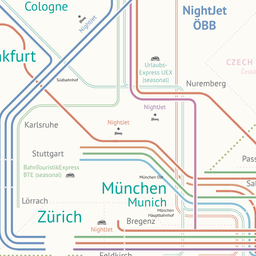 Cologne
NightJet
NightJet
ÖBB
nkfurt
Südbahnhof
Urlaubs-
Express UEX
(seasonal)
CZECH
Nuremberg
NightJet
Karlsruhe
NightJet
Stuttgart
BahnTouristikExpress
BTE (seasonal)
Pass
München Ost
München
Munich
Sal
Lörrach
München
Hauptbahnhof
Zürich
Bregenz
NightJet
Feldkirch